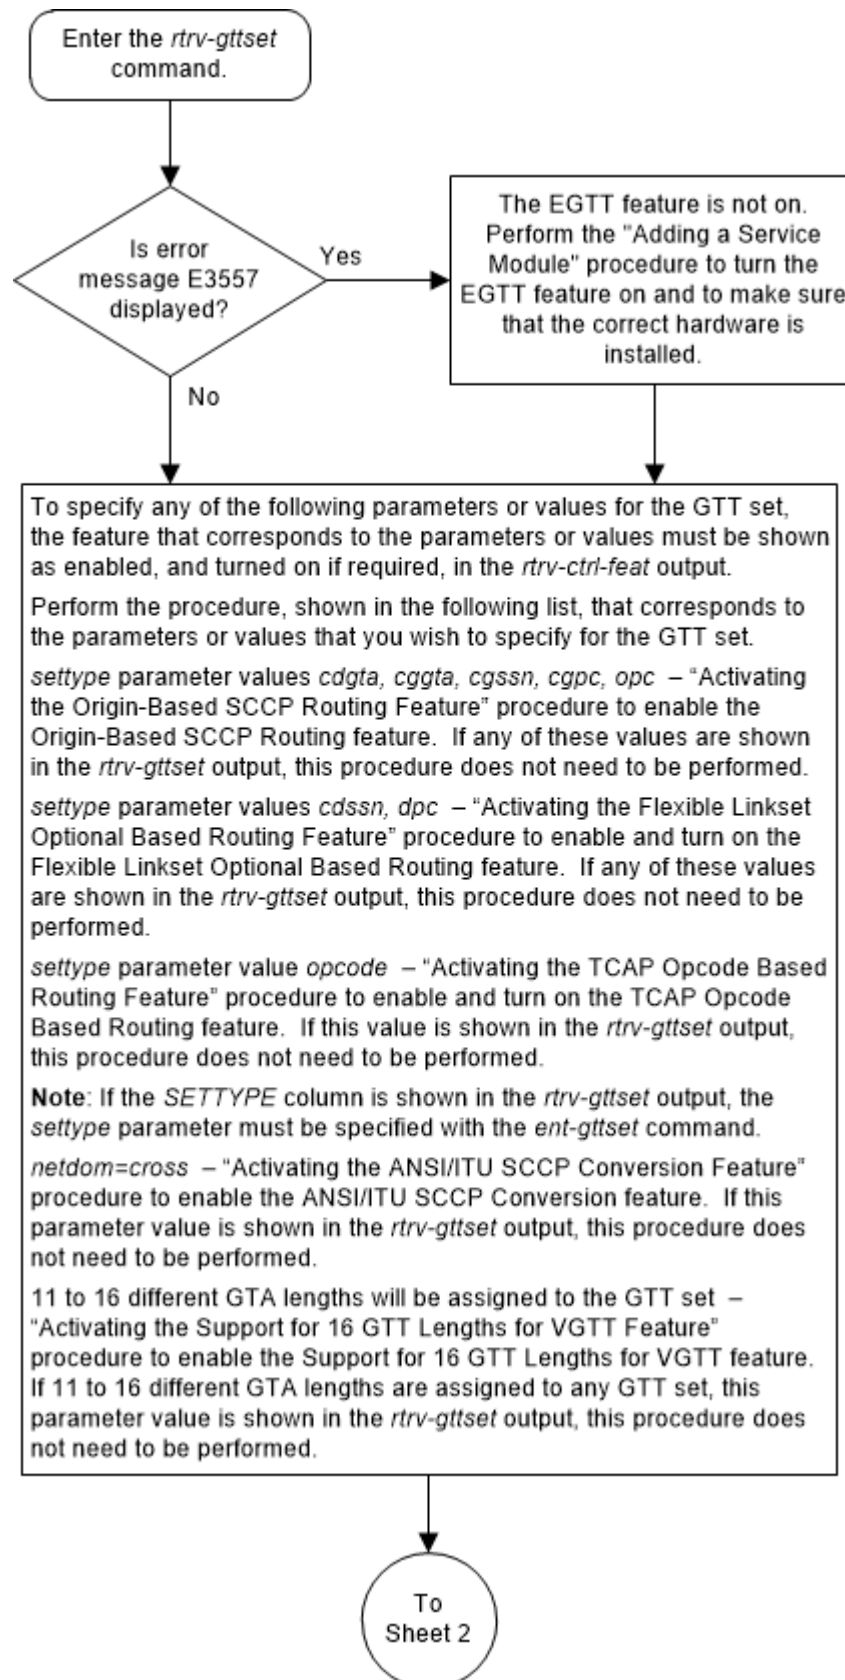 Enter the rtrv-gttset
command.
Is error
message E3557
displayed?
Yes
The EGTT feature is not on.
Perform the "Adding a Service
Module" procedure to turn the
EGTT feature on and to make sure
that the correct hardware is
installed.
No
To specify any of the following parameters or values for the GTT set,
the feature that corresponds to the parameters or values must be shown
as enabled, and turned on if required, in the rtrv-ctrl-feat output.
Perform the procedure, shown in the following list, that corresponds to
the parameters or values that you wish to specify for the GTT set.
settype parameter values cdgta, cggta, cgssn, cgpc, opc – “Activating
the Origin-Based SCCP Routing Feature” procedure to enable the
Origin-Based SCCP Routing feature. If any of these values are shown
in the rtrv-gttset output, this procedure does not need to be performed.
settype parameter values cdssn, dpc – “Activating the Flexible Linkset
Optional Based Routing Feature” procedure to enable and turn on the
Flexible Linkset Optional Based Routing feature. If any of these values
are shown in the rtrv-gttset output, this procedure does not need to be
performed.
settype parameter value opcode – “Activating the TCAP Opcode Based
Routing Feature” procedure to enable and turn on the TCAP Opcode
Based Routing feature. If this value is shown in the rtrv-gttset output,
this procedure does not need to be performed.
Note: If the SETTYPE column is shown in the rtrv-gttset output, the
settype parameter must be specified with the ent-gttset command.
netdom=cross – “Activating the ANSI/ITU SCCP Conversion Feature”
procedure to enable the ANSI/ITU SCCP Conversion feature. If this
parameter value is shown in the rtrv-gttset output, this procedure does
not need to be performed.
11 to 16 different GTA lengths will be assigned to the GTT set –
“Activating the Support for 16 GTT Lengths for VGTT Feature”
procedure to enable the Support for 16 GTT Lengths for VGTT feature.
If 11 to 16 different GTA lengths are assigned to any GTT set, this
parameter value is shown in the rtrv-gttset output, this procedure does
not need to be performed.
To
Sheet 2